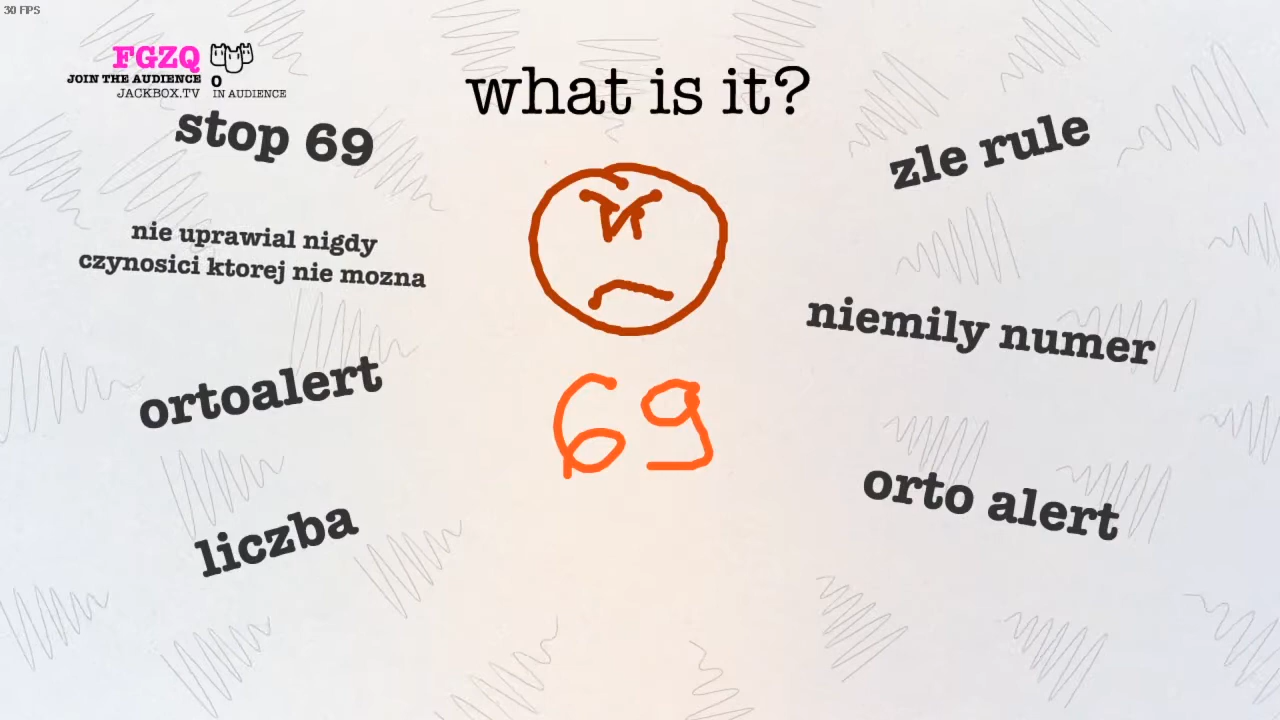 30 FPS
FGZQ
JOIN THE AUDIENCE
JACKBOX.TV
0
IN AUDIENCE
what is it?
stop 69
nie uprawial nigdy
czynosici ktorej nie mozna
ortoalert
liczba
69
zle rule
niemily numer
orto alert